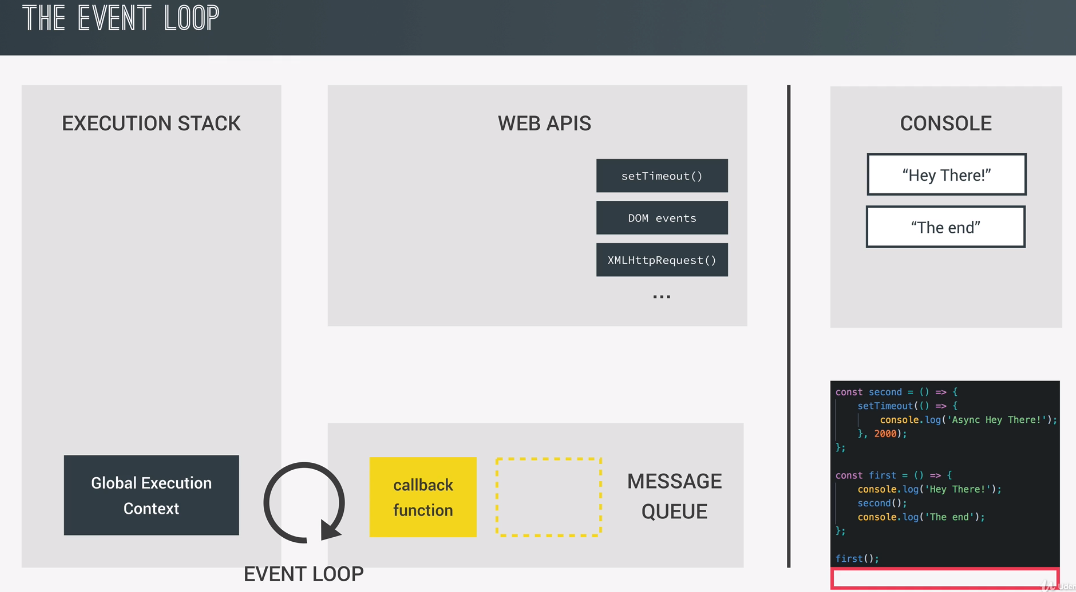 THE EVENT LOOP
EXECUTION STACK
WEB APIS
CONSOLE
setTimeout()
DOM events
XMLHttpRequest()
...
“Hey There!”
“The end”
Global Execution
Context
EVENT LOOP
callback
function
MESSAGE
QUEUE
const second = () => {
    setTimeout(() => {
        console.log('Async Hey There!');
    }, 2000);
};
const first = () => {
    console.log('Hey There!');
    second();
    console.log('The end');
};
first();